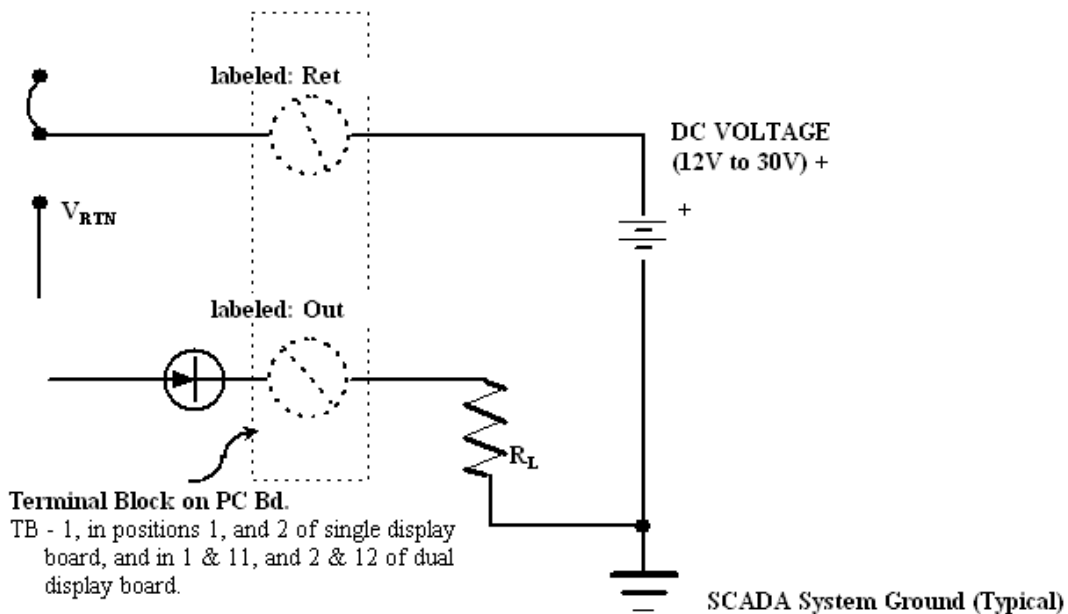 labeled: Ret
DC VOLTAGE
(12V to 30V) +
+
VRTN
labeled: Out
RL
Terminal Block on PC Bd.
TB - 1, in positions 1, and 2 of single display
board, and in 1 & 11, and 2 & 12 of dual
display board.
SCADA System Ground (Typical)